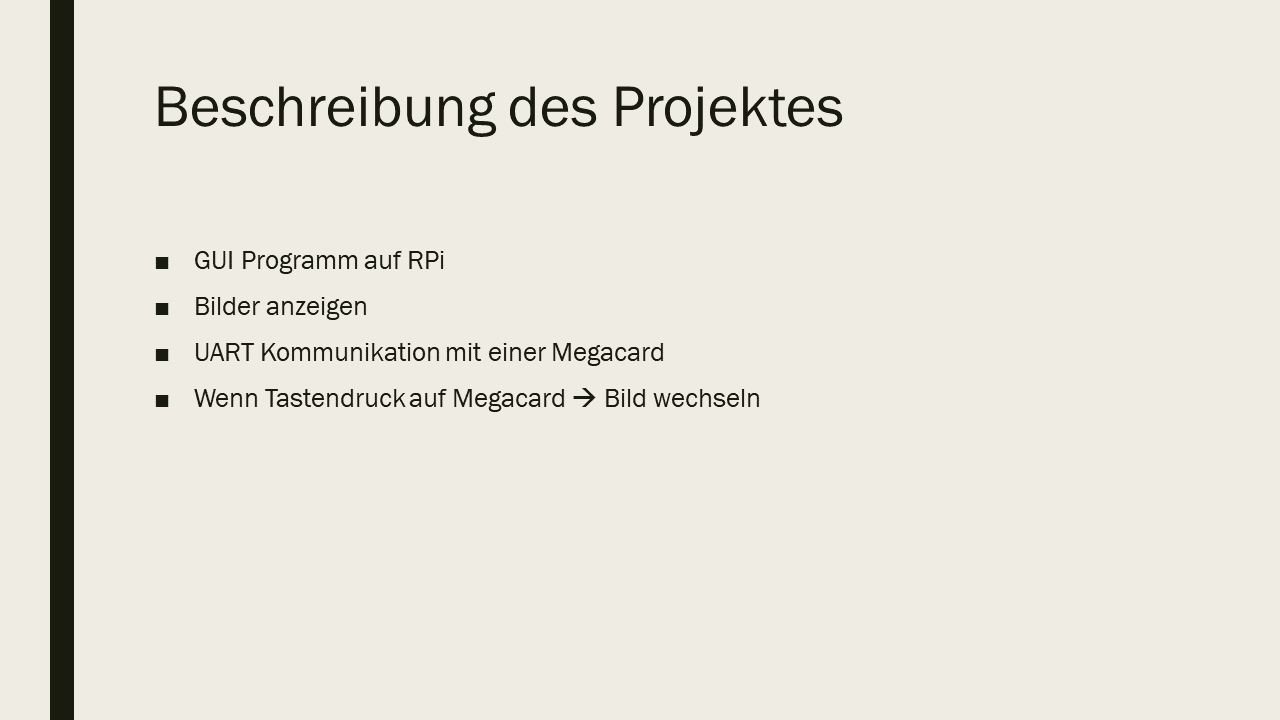 Beschreibung des Projektes
■ GUI Programm auf RPi
■ Bilder anzeigen
■ UART Kommunikation mit einer Megacard
■ Wenn Tastendruck auf Megacard → Bild wechseln